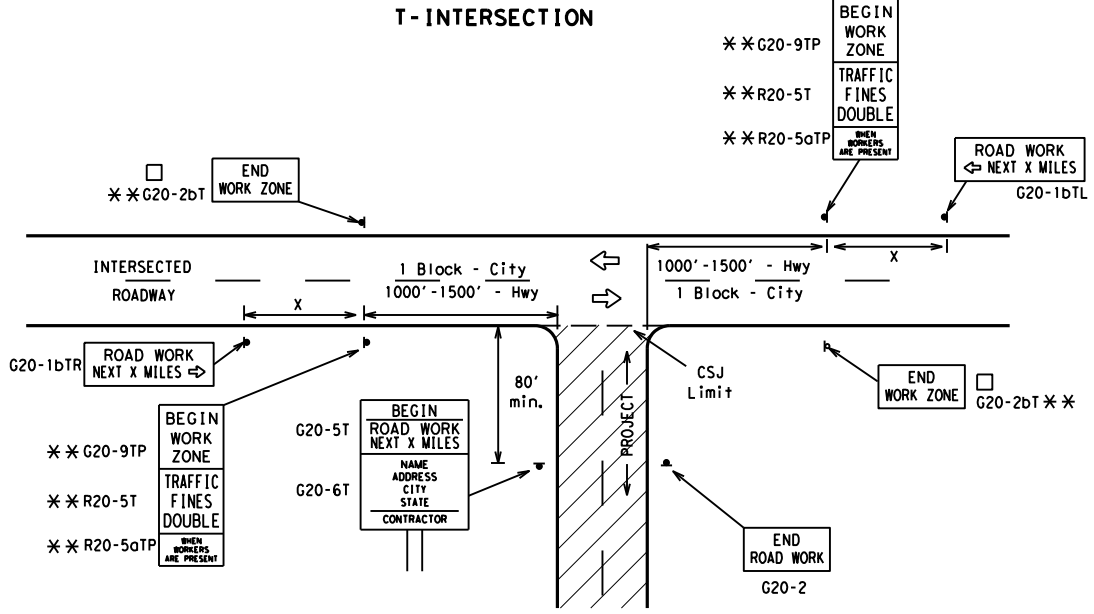 T-INTERSECTION
BEGIN
WORK
ZONE
**G20-9TP
TRAFFIC
FINES
DOUBLE
**R20-5T
WHEN
WORKERS
ARE PRESENT
**R20-5aTP
ROAD WORK
⇦ NEXT X MILES
G20-1bTL
END
WORK ZONE
□
**G20-2bT
INTERSECTED
ROADWAY
1 Block - City
1000'-1500' - Hwy
1000'-1500' - Hwy
1 Block - City
X
X
G20-1bTR
ROAD WORK
NEXT X MILES ⇨
80'
min.
PROJECT
CSJ
Limit
END
WORK ZONE
□
G20-2bT**
BEGIN
WORK
ZONE
**G20-9TP
TRAFFIC
FINES
DOUBLE
**R20-5T
WHEN
WORKERS
ARE PRESENT
**R20-5aTP
G20-5T
BEGIN
ROAD WORK
NEXT X MILES
G20-6T
NAME
ADDRESS
CITY
STATE
CONTRACTOR
END
ROAD WORK
G20-2